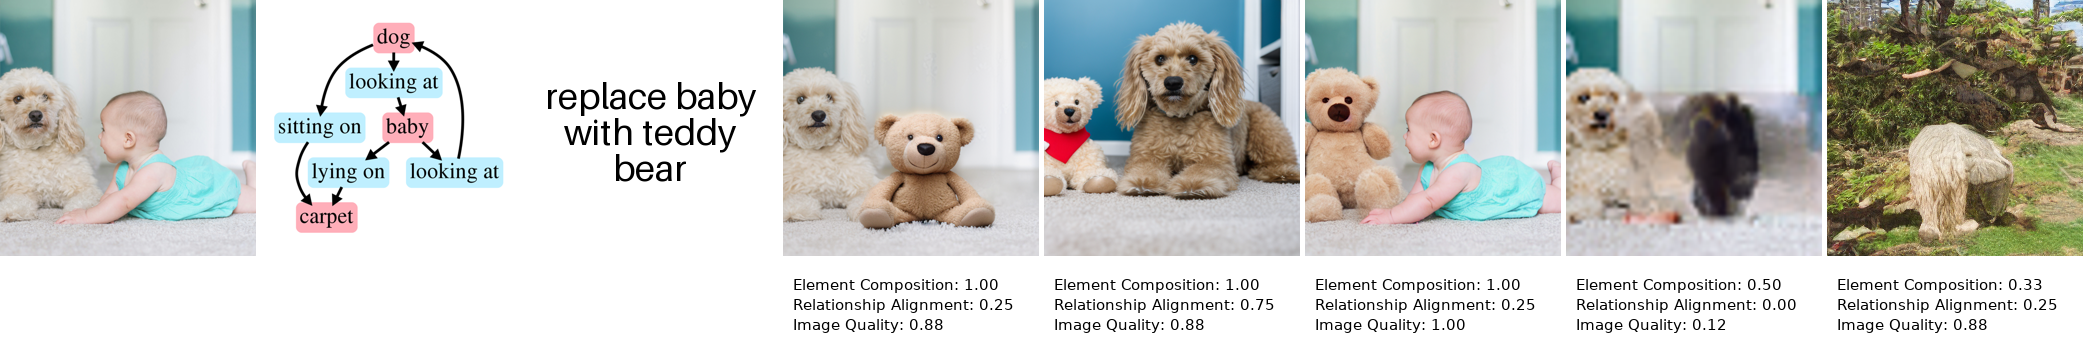 dog
looking at
sitting on
baby
lying on
looking at
carpet
replace baby
with teddy
bear
Element Composition: 1.00
Relationship Alignment: 0.25
Image Quality: 0.88
Element Composition: 1.00
Relationship Alignment: 0.75
Image Quality: 0.88
Element Composition: 1.00
Relationship Alignment: 0.25
Image Quality: 1.00
Element Composition: 0.50
Relationship Alignment: 0.00
Image Quality: 0.12
Element Composition: 0.33
Relationship Alignment: 0.25
Image Quality: 0.88